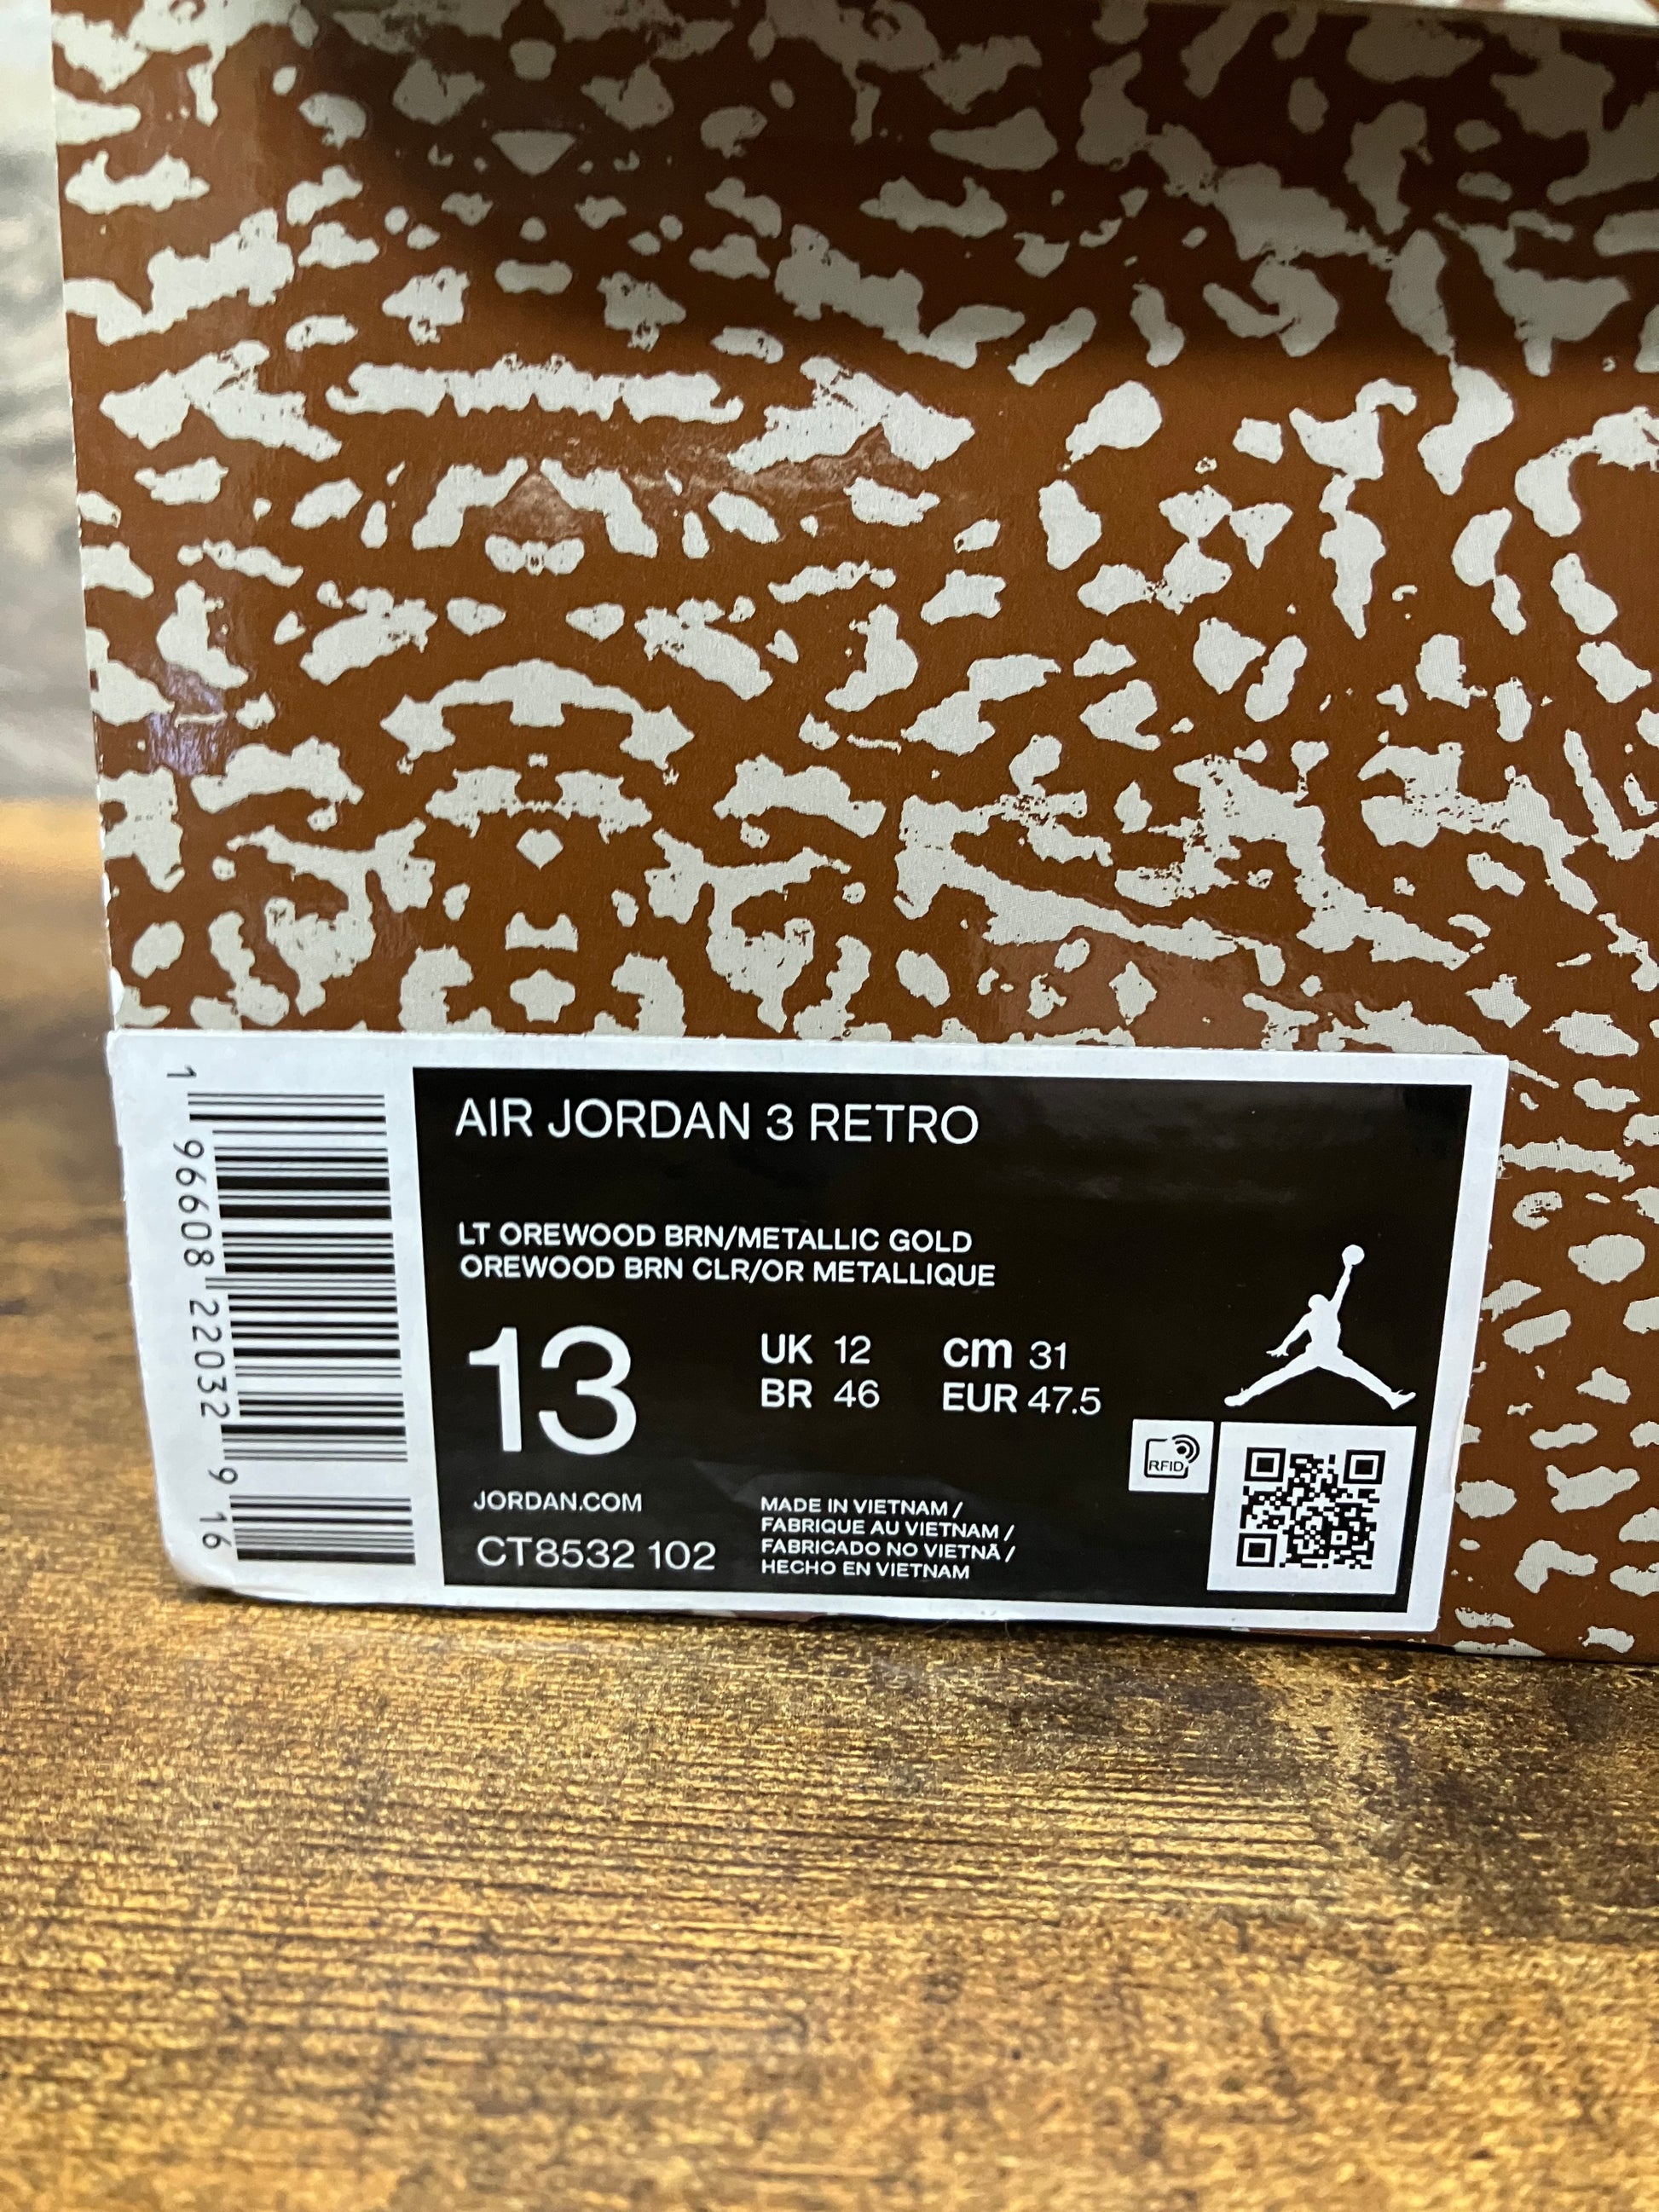 AIR JORDAN 3 RETRO
LT OREWOOD BRN/METALLIC GOLD
OREWOOD BRN CLR/OR METALLIQUE
13
UK 12
cm 31
BR 46
EUR 47.5
RFID
JORDAN.COM
CT8532 102
MADE IN VIETNAM /
FABRIQUE AU VIETNAM /
FABRICADO NO VIETNÃ /
HECHO EN VIETNAM
1 96608 22032 9 16